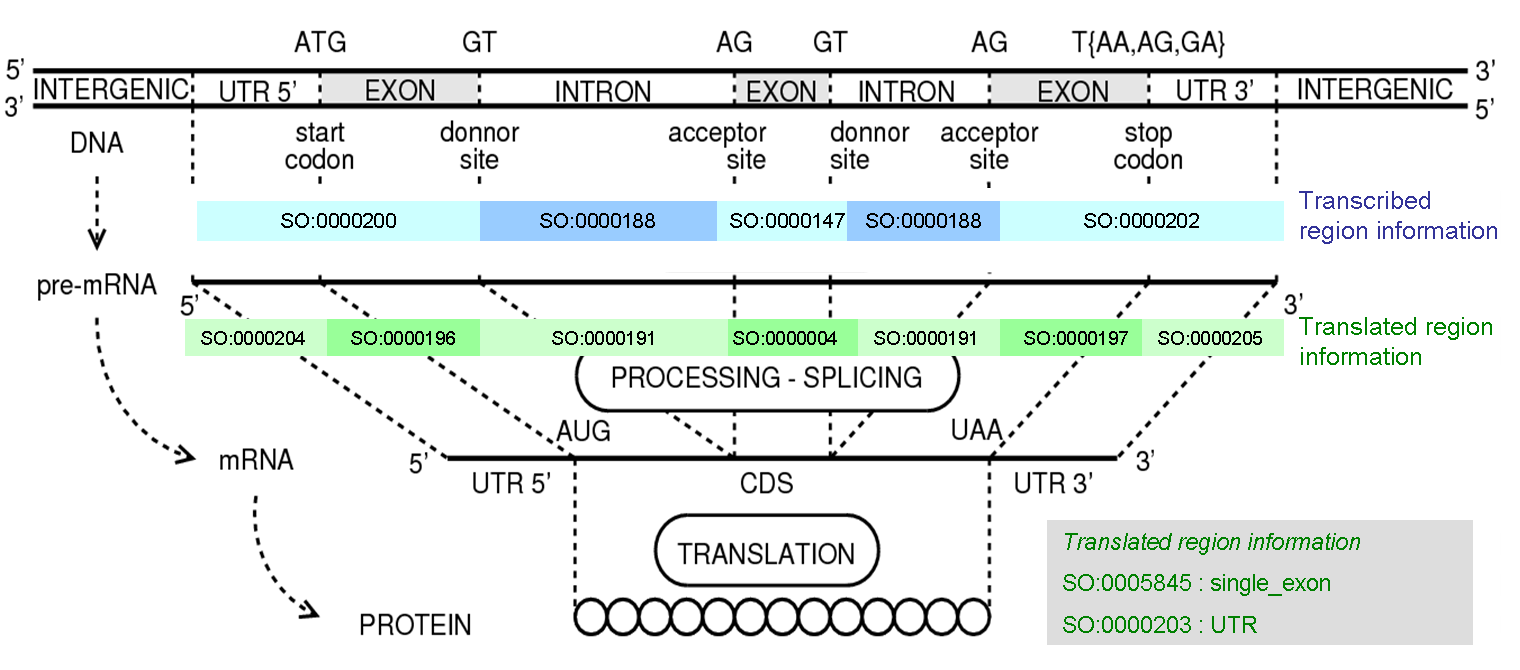 ATG GT AG GT AG T{AA,AG,GA}
5’ 3’
INTERGENIC UTR 5’ EXON INTRON EXON INTRON EXON UTR 3’ INTERGENIC
3’ 5’
DNA
start codon
donnor site
acceptor site
donnor site
acceptor site
stop codon
SO:0000200 SO:0000188 SO:0000147 SO:0000188 SO:0000202
Transcribed
region information
pre-mRNA
5’ 3’
SO:0000204 SO:0000196 SO:0000191 SO:0000004 SO:0000191 SO:0000197 SO:0000205
Translated region
information
PROCESSING - SPLICING
AUG UAA
mRNA 5’ 3’
UTR 5’ CDS UTR 3’
TRANSLATION
PROTEIN
Translated region information
SO:0005845 : single_exon
SO:0000203 : UTR